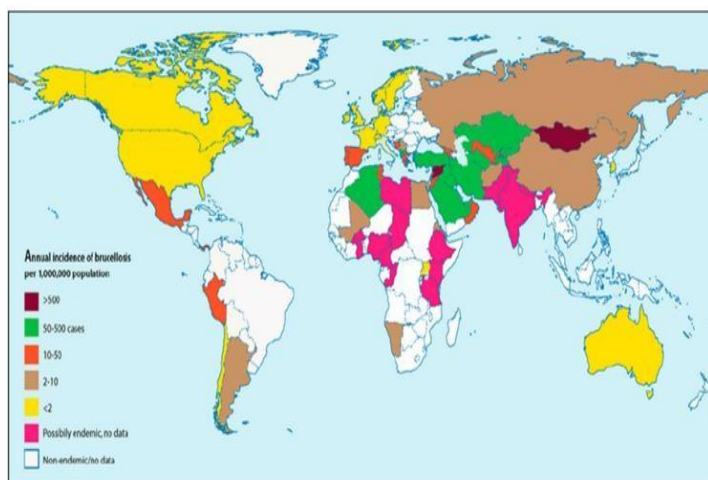 Annual incidence of brucellosis
per 1,000,000 population
>500
50-500 cases
10-50
2-10
<2
Possibily endemic, no data
Non-endemic/no data